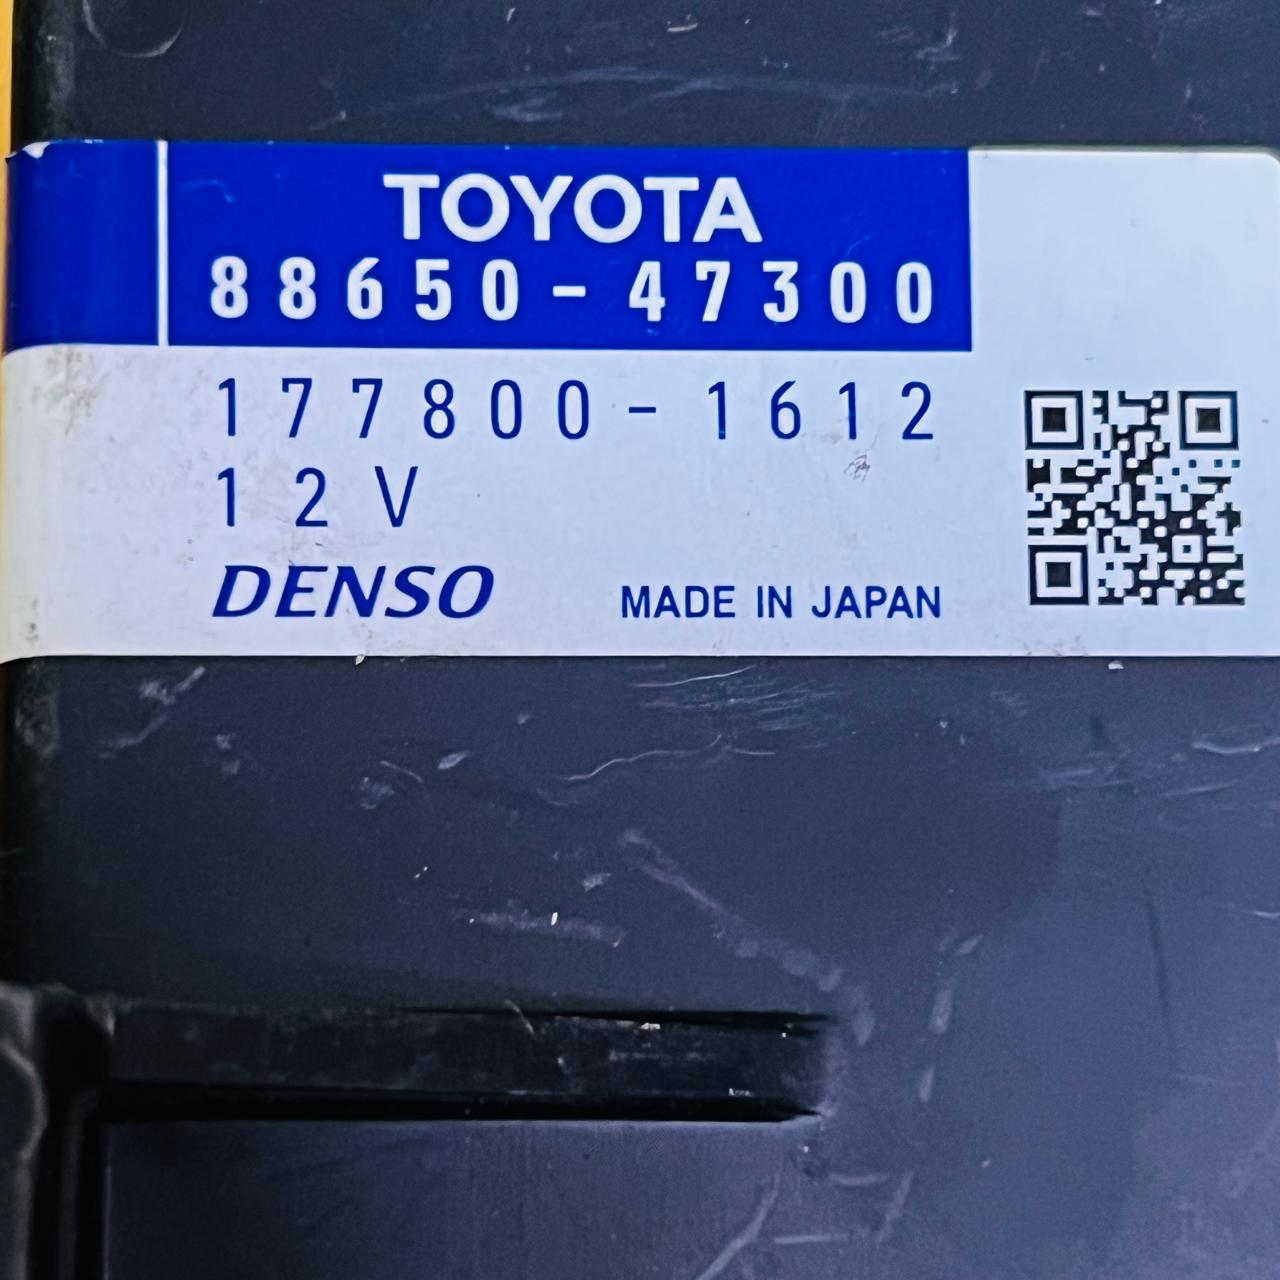 TOYOTA
88650-47300
177800-1612
12V
DENSO
MADE IN JAPAN